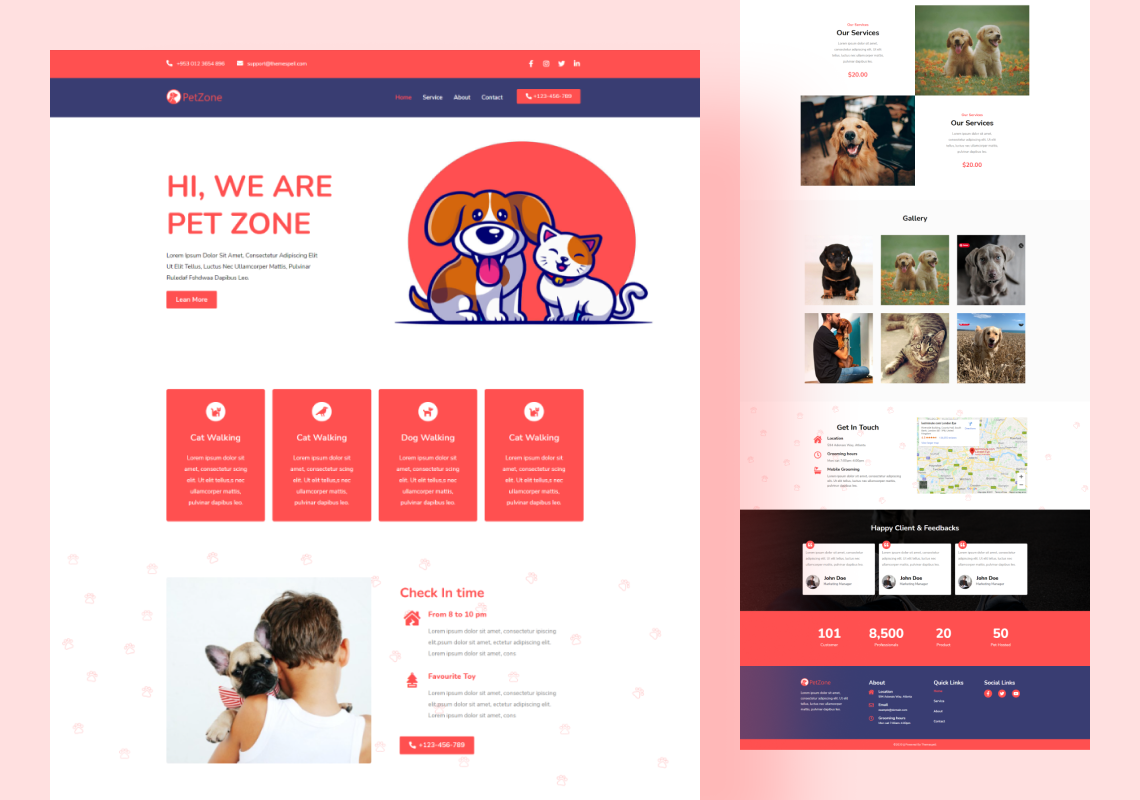 +953 012 3654 896
support@themespet.com
PetZone
Home
Service
About
Contact
+123-456-789
HI, WE ARE
PET ZONE
Lorem Ipsum Dolor Sit Amet, Consectetur Adipiscing Elit
Ut Elit Tellus, Luctus Nec Ullamcorper Mattis, Pulvinar
Learn More
Cat Walking
Lorem ipsum dolor sit
amet, consectetur scing
elit. Ut elit tellus,s nec
ullamcorper mattis,
pulvinar dapibus leo.
Cat Walking
Lorem ipsum dolor sit
amet, consectetur scing
elit. Ut elit tellus,s nec
ullamcorper mattis,
pulvinar dapibus leo.
Dog Walking
Lorem ipsum dolor sit
amet, consectetur scing
elit. Ut elit tellus,s nec
ullamcorper mattis,
pulvinar dapibus leo.
Cat Walking
Lorem ipsum dolor sit
amet, consectetur scing
elit. Ut elit tellus,s nec
ullamcorper mattis,
pulvinar dapibus leo.
Check In time
From 8 to 10 pm
Lorem ipsum dolor sit amet, consectetur ipiscing
elit.psum dolor sit amet, ectetur adipiscing elit.
Lorem ipsum dolor sit amet, cons
Favourite Toy
Lorem ipsum dolor sit amet, consectetur ipiscing
elit.psum dolor sit amet, ectetur adipiscing elit.
Lorem ipsum dolor sit amet, cons
+123-456-789
Our Services
Our Services
$20.00
Our Services
Our Services
$20.00
Gallery
Get In Touch
Location
Grooming hours
Mobile Grooming
Happy Client & Feedbacks
John Doe
Marketing Manager
John Doe
Marketing Manager
John Doe
Marketing Manager
101
Customer
8,500
Professionals
20
Product
50
Pet Hosted
PetZone
About
Location
Email
Grooming hours
Quick Links
Home
Service
About
Contact
Social Links